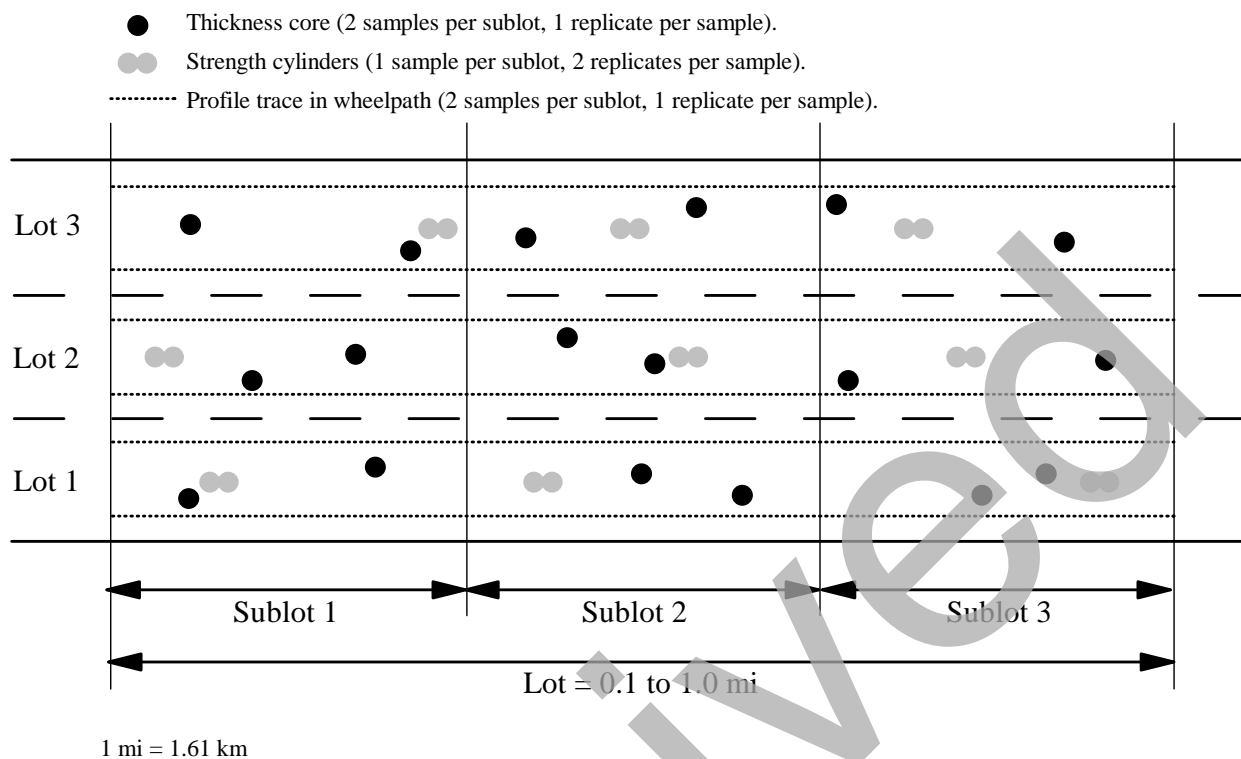 Thickness core (2 samples per sublot, 1 replicate per sample).
Strength cylinders (1 sample per sublot, 2 replicates per sample).
Profile trace in wheelpath (2 samples per sublot, 1 replicate per sample).
Lot 3
Lot 2
Lot 1
Sublot 1
Sublot 2
Sublot 3
Lot = 0.1 to 1.0 mi
1 mi = 1.61 km
ived